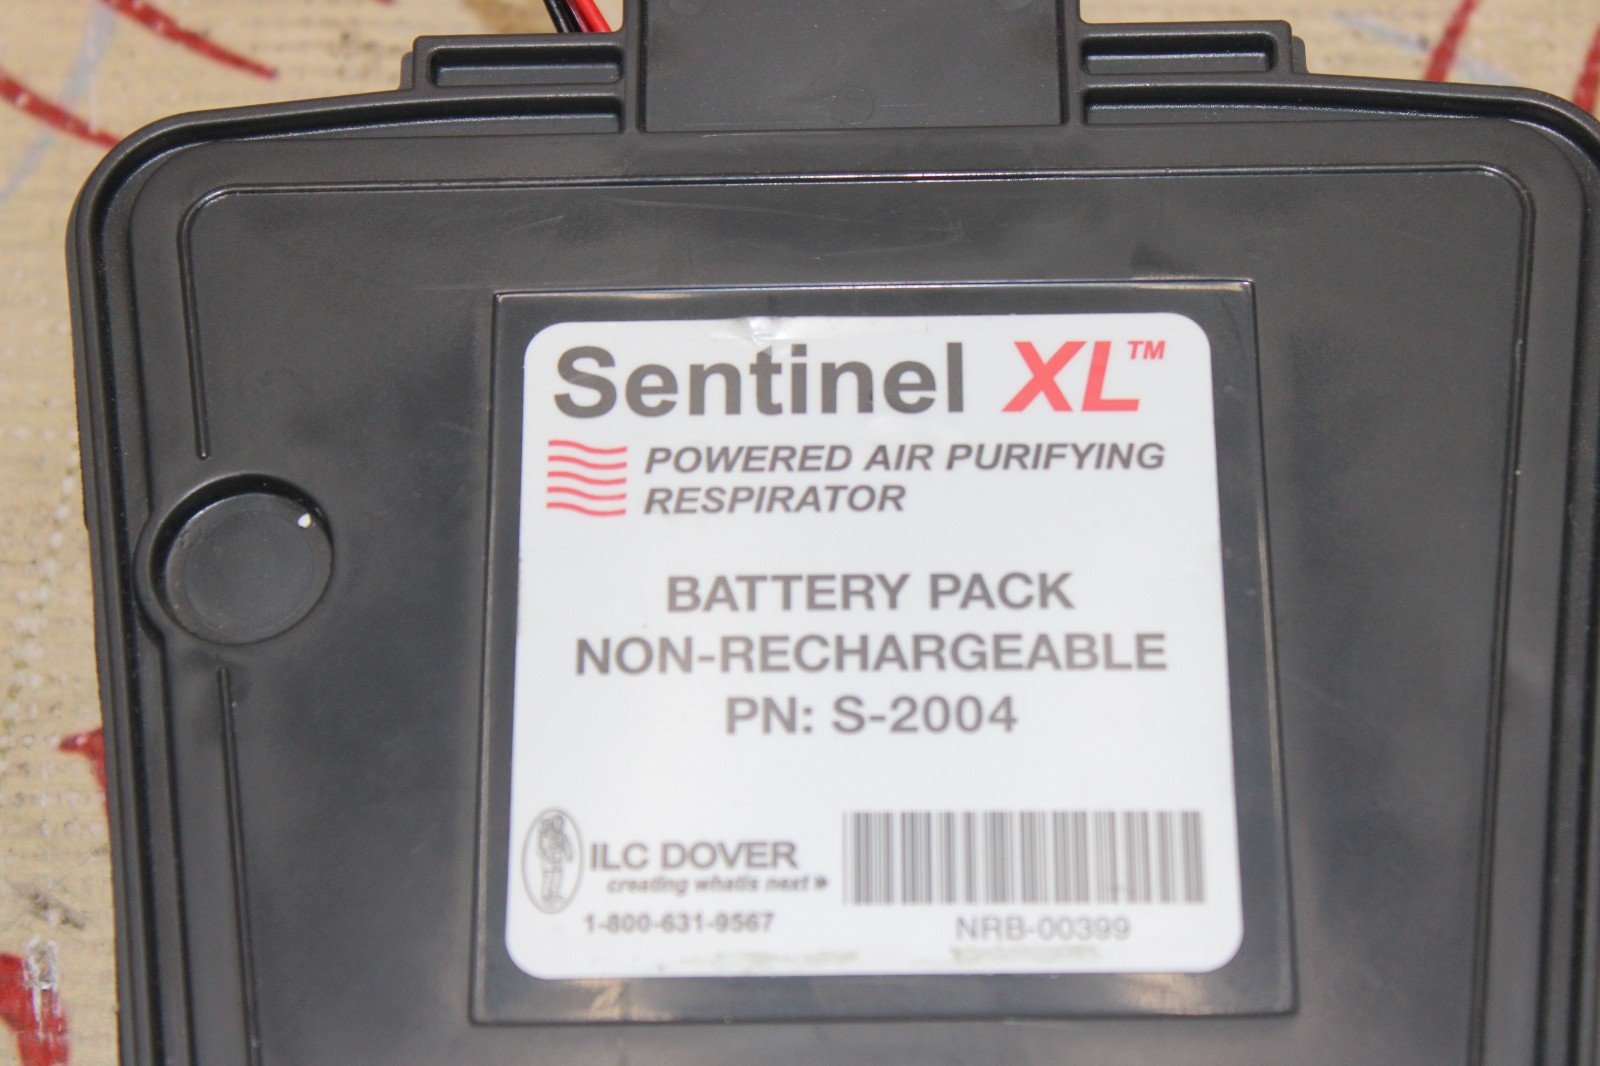 Sentinel XL™
POWERED AIR PURIFYING
RESPIRATOR
BATTERY PACK
NON-RECHARGEABLE
PN: S-2004
ILC DOVER
creating what's next
1-800-631-9567
NRB-00399